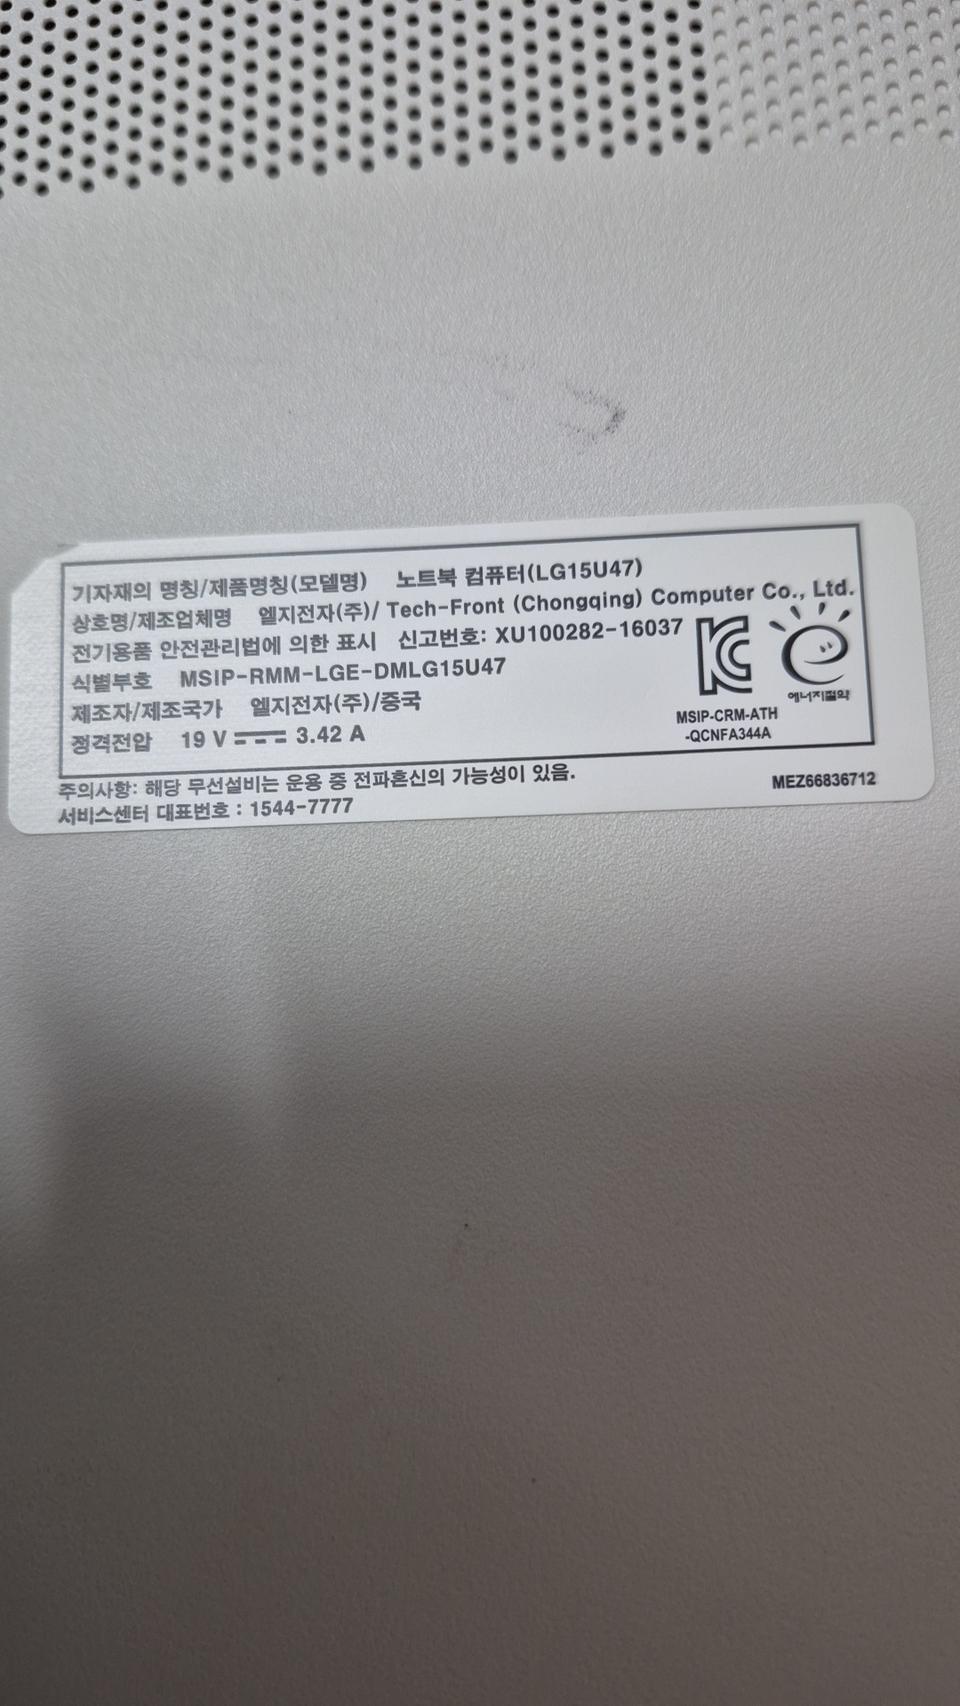 기자재의 명칭/제품명칭(모델명) 노트북 컴퓨터(LG15U47)
상호명/제조업체명 엘지전자(주)/ Tech-Front (Chongqing) Computer Co., Ltd.
전기용품 안전관리법에 의한 표시 신고번호: XU100282-16037
식별부호 MSIP-RMM-LGE-DMLG15U47
제조자/제조국가 엘지전자(주)/중국
정격전압 19 V 3.42 A
에너지절약
MSIP-CRM-ATH
-QCNFA344A
주의사항: 해당 무선설비는 운용 중 전파혼신의 가능성이 있음.
서비스센터 대표번호 : 1544-7777
MEZ66836712